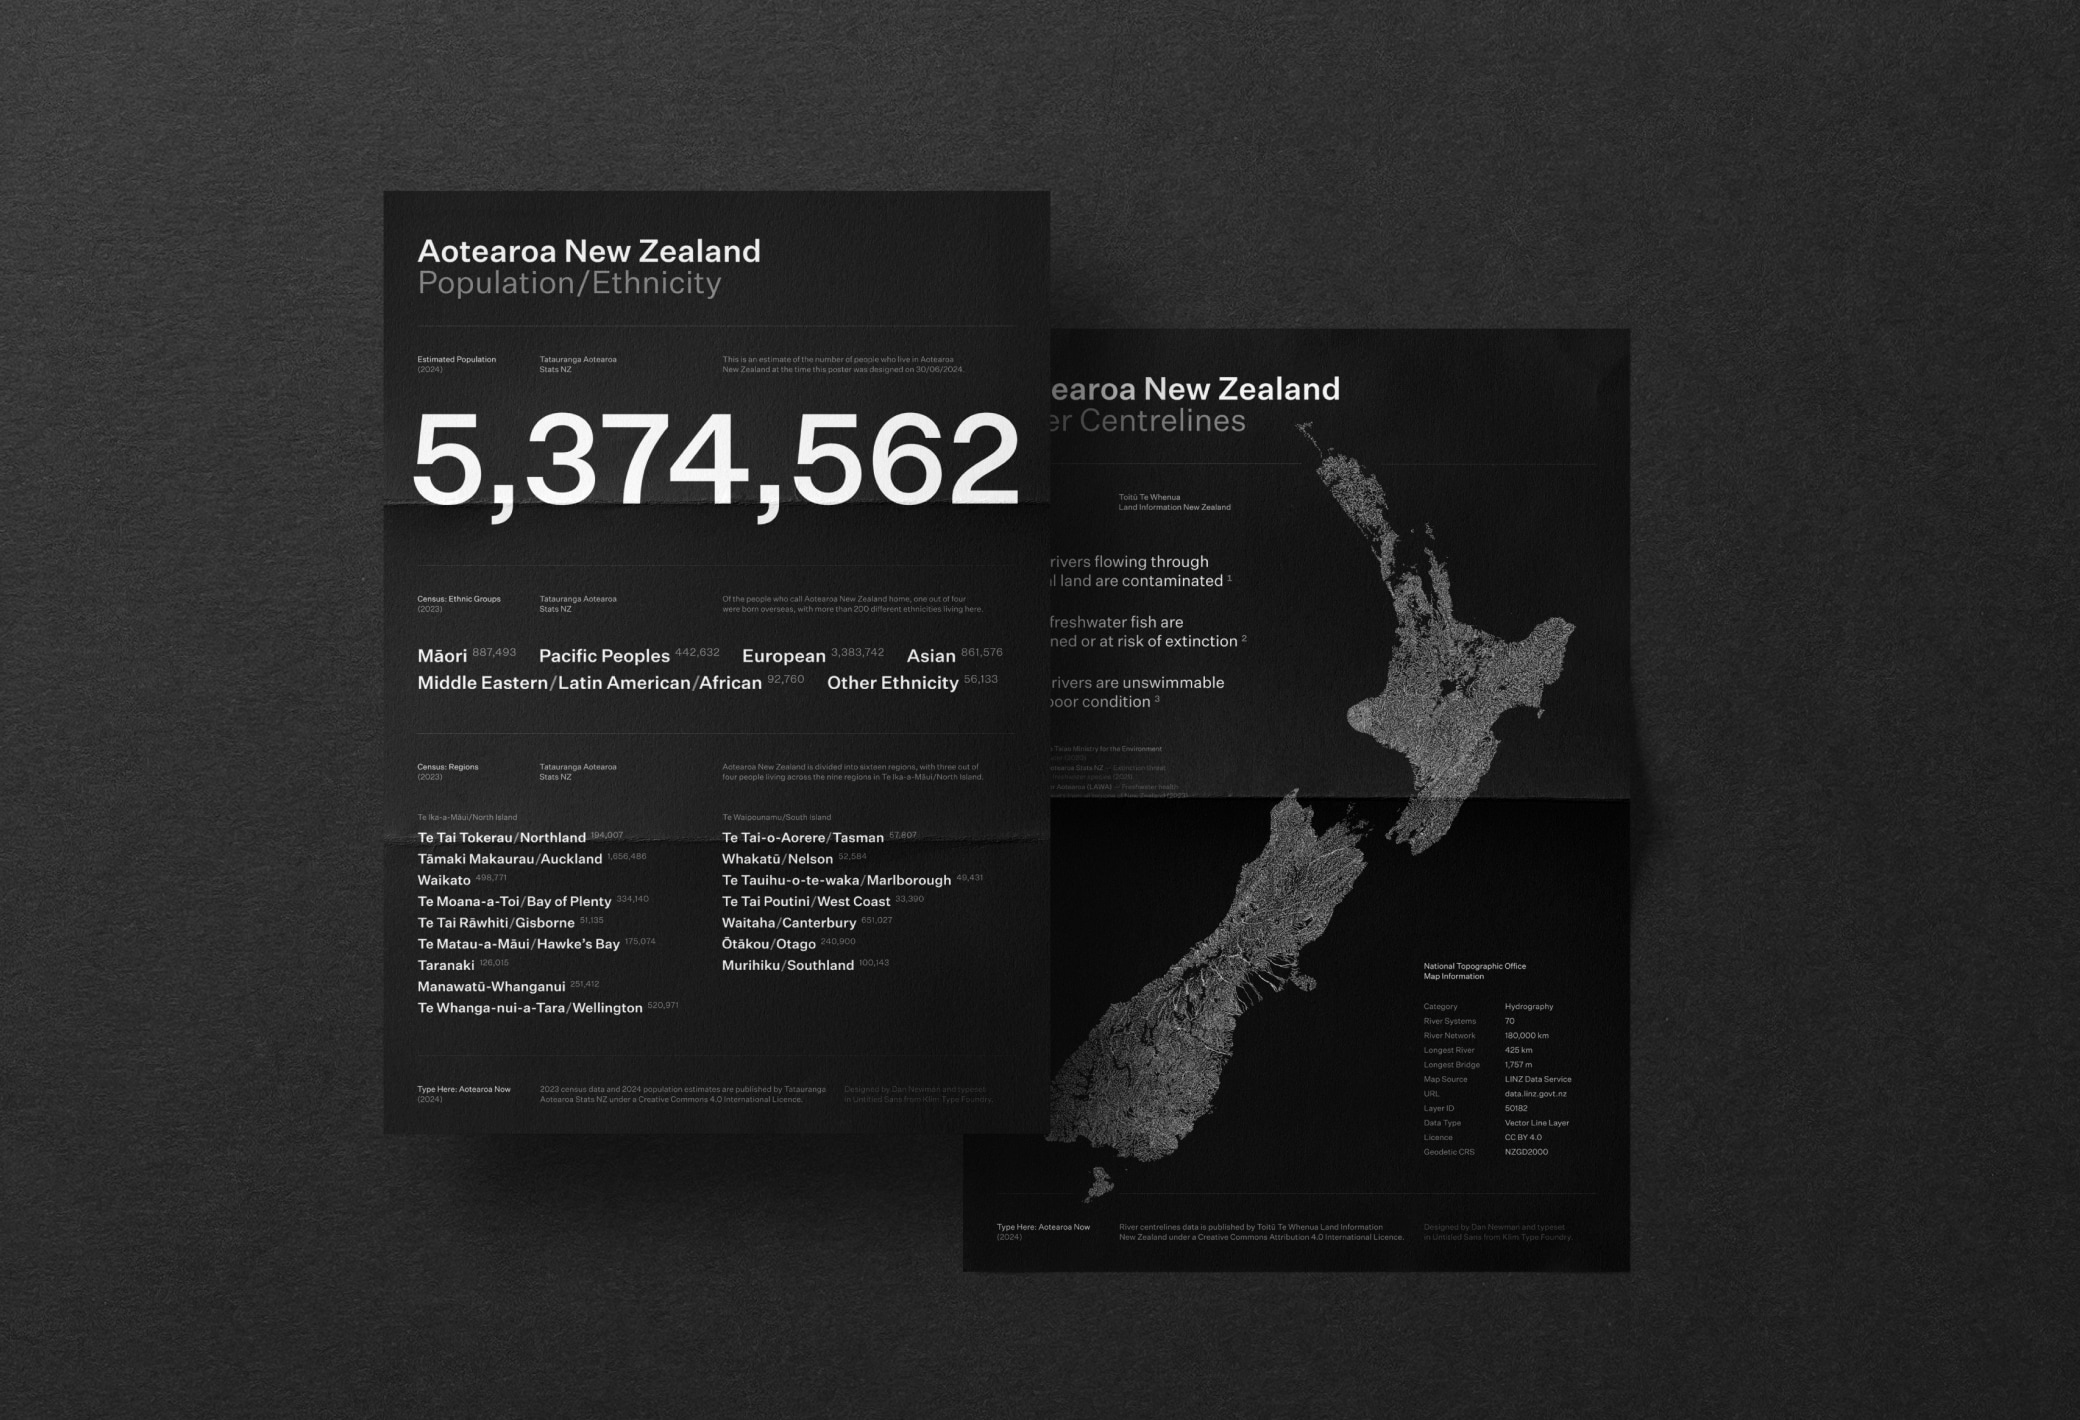 Aotearoa New Zealand
Population/Ethnicity
Estimated Population
(2024)
Tatauranga Aotearoa
Stats NZ
This is an estimate of the number of people who live in Aotearoa
New Zealand at the time this poster was designed on 30/06/2024.
5,374,562
Census: Ethnic Groups
(2023)
Tatauranga Aotearoa
Stats NZ
Of the people who call Aotearoa New Zealand home, one out of four
were born overseas, with more than 200 different ethnicities living here.
Māori 887,493 Pacific Peoples 442,632 European 3,383,742 Asian 861,576
Middle Eastern/Latin American/African 92,760 Other Ethnicity 56,133
Census: Regions
(2023)
Tatauranga Aotearoa
Stats NZ
Aotearoa New Zealand is divided into sixteen regions, with three out of
four people living across the nine regions in Te Ika-a-Māui/North Island.
Te Ika-a-Māui/North Island
Te Tai Tokerau/Northland 194,007
Tāmaki Makaurau/Auckland 1,656,486
Waikato 498,771
Te Moana-a-Toi/Bay of Plenty 334,140
Te Tai Rāwhiti/Gisborne 51,135
Te Matau-a-Māui/Hawke's Bay 175,074
Taranaki 126,015
Manawatū-Whanganui 251,412
Te Whanga-nui-a-Tara/Wellington 520,971
Te Waipounamu/South Island
Te Tai-o-Aorere/Tasman 57,807
Whakatū/Nelson 52,584
Te Tauihu-o-te-waka/Marlborough 49,431
Te Tai Poutini/West Coast 33,390
Waitaha/Canterbury 651,027
Ōtākou/Otago 240,900
Murihiku/Southland 100,143
Type Here: Aotearoa Now
(2024)
2023 census data and 2024 population estimates are published by Tatauranga
Aotearoa Stats NZ under a Creative Commons 4.0 International Licence.
Designed by Dan Newman and typeset
in Untitled Sans from Klim Type Foundry.
earoa New Zealand
er Centrelines
Toitū Te Whenua
Land Information New Zealand
rivers flowing through
l land are contaminated 1
freshwater fish are
ned or at risk of extinction 2
rivers are unswimmable
poor condition 3
Ministry for the Environment
Stats NZ — Extinction threat
Aotearoa (LAWA) — Freshwater health
National Topographic Office
Map Information
Category Hydrography
River Systems 70
River Network 180,000 km
Longest River 425 km
Longest Bridge 1,757 m
Map Source LINZ Data Service
URL data.linz.govt.nz
Layer ID 50182
Data Type Vector Line Layer
Licence CC BY 4.0
Geodetic CRS NZGD2000
Type Here: Aotearoa Now
(2024)
River centrelines data is published by Toitū Te Whenua Land Information
New Zealand under a Creative Commons Attribution 4.0 International Licence.
Designed by Dan Newman and typeset
in Untitled Sans from Klim Type Foundry.